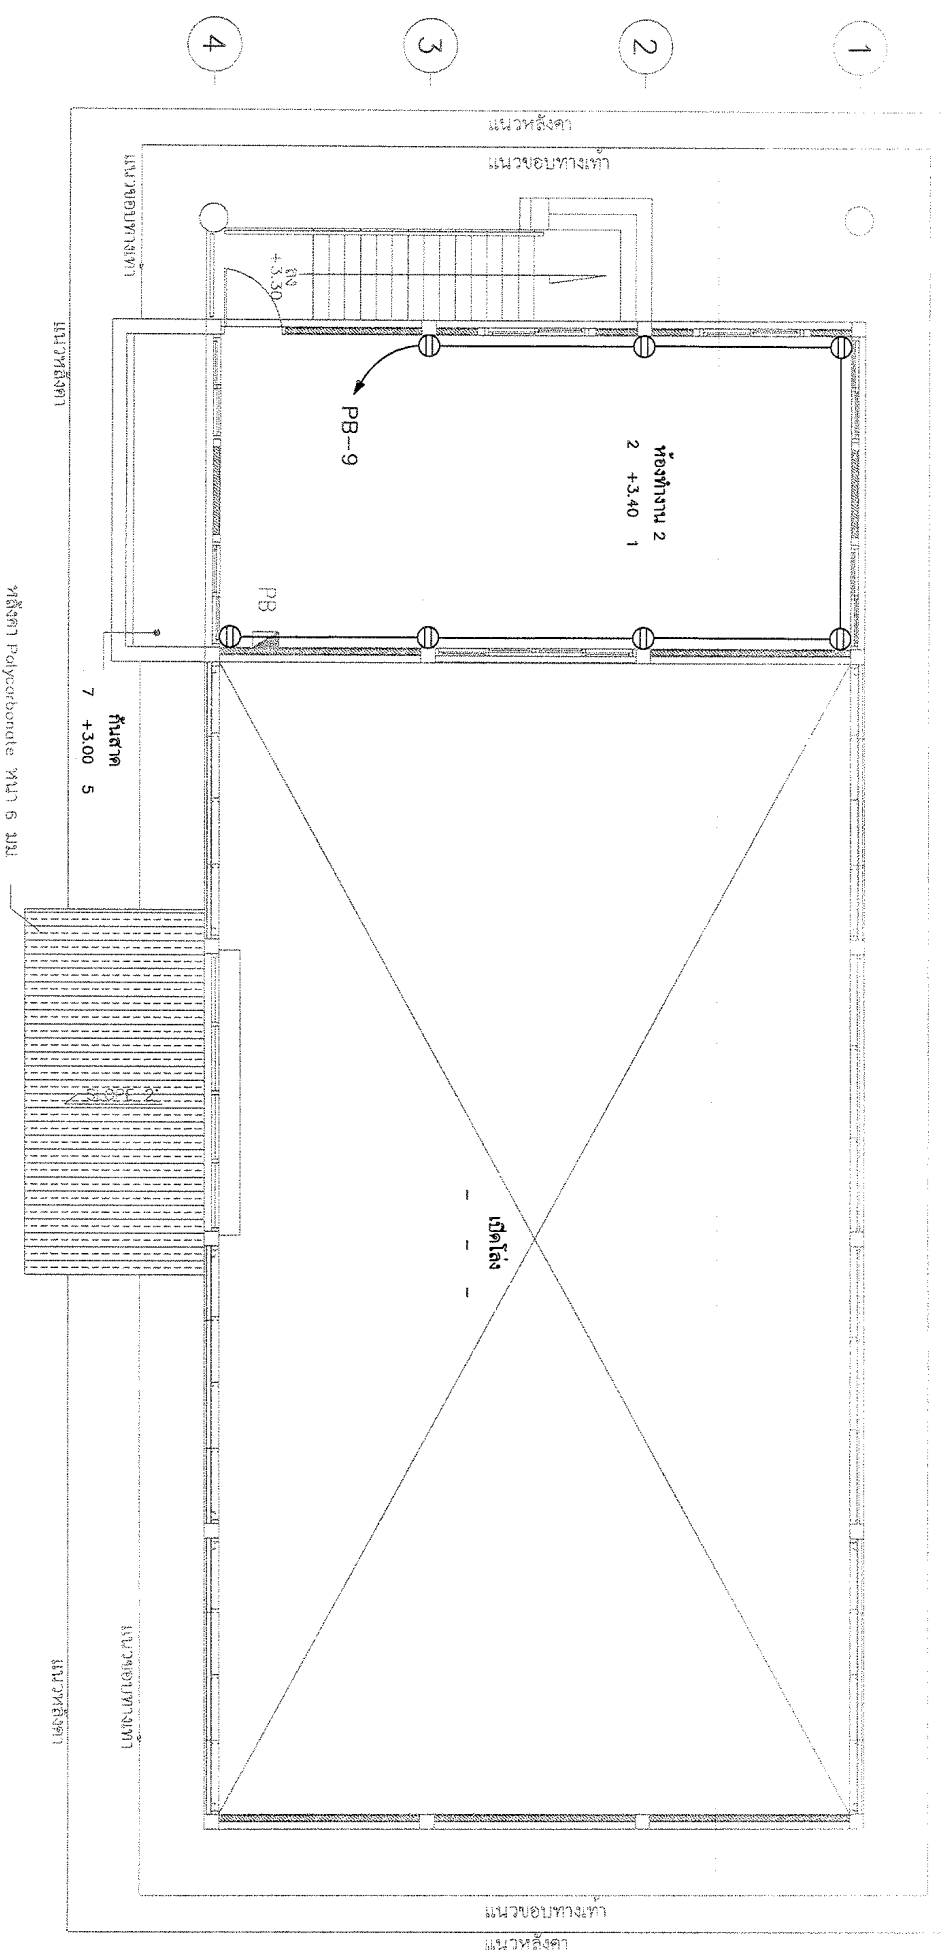 4
3
2
1
แนวหลังคา
แนวขอบทางเท้า
แนวขอบทางเท้า
แนวหลังคา
ลง
+3.30
PB-9
ห้องทำงาน 2
2 +3.40 1
PB
กันสาด
7 +3.00 5
หลังคา Polycarbonate หนา 6 มม
SLOPE 2°
เปิดโล่ง
- - -
แนวขอบทางเท้า
แนวหลังคา
แนวขอบทางเท้า
แนวหลังคา